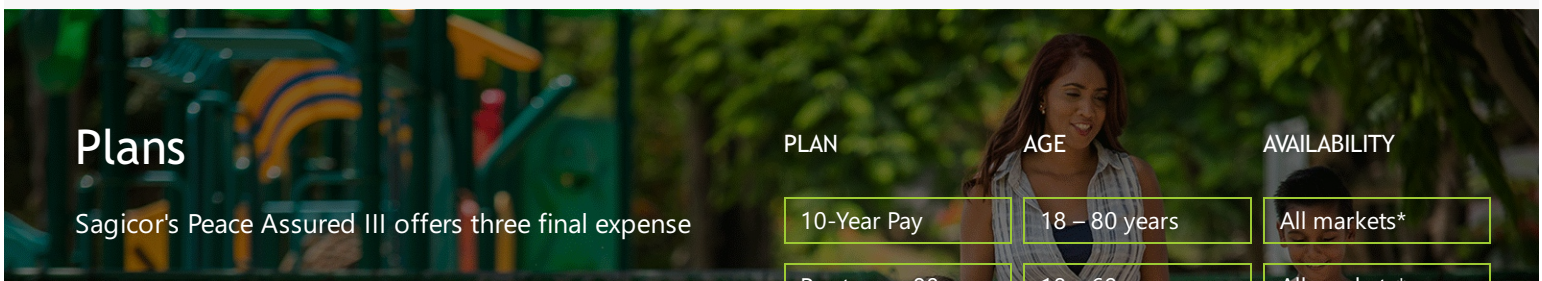 Plans
Sagicor's Peace Assured III offers three final expense
PLAN AGE AVAILABILITY
10-Year Pay 18 – 80 years All markets*